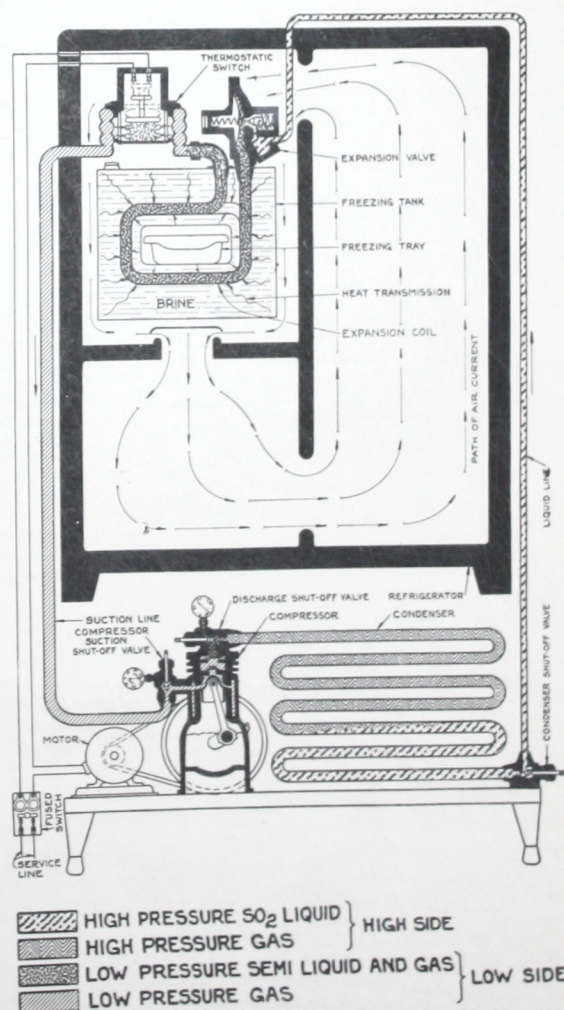 THERMOSTATIC
SWITCH
EXPANSION VALVE
FREEZING TANK
FREEZING TRAY
HEAT TRANSMISSION
BRINE
EXPANSION COIL
PATH OF AIR CURRENT
LIQUID LINE
DISCHARGE SHUT-OFF VALVE
REFRIGERATOR
SUCTION LINE
COMPRESSOR
CONDENSER
COMPRESSOR
SUCTION
SHUT-OFF VALVE
CONDENSER SHUT-OFF VALVE
MOTOR
FUSED
SWITCH
SERVICE
LINE
HIGH PRESSURE SO2 LIQUID
HIGH SIDE
HIGH PRESSURE GAS
LOW PRESSURE SEMI LIQUID AND GAS
LOW SIDE
LOW PRESSURE GAS